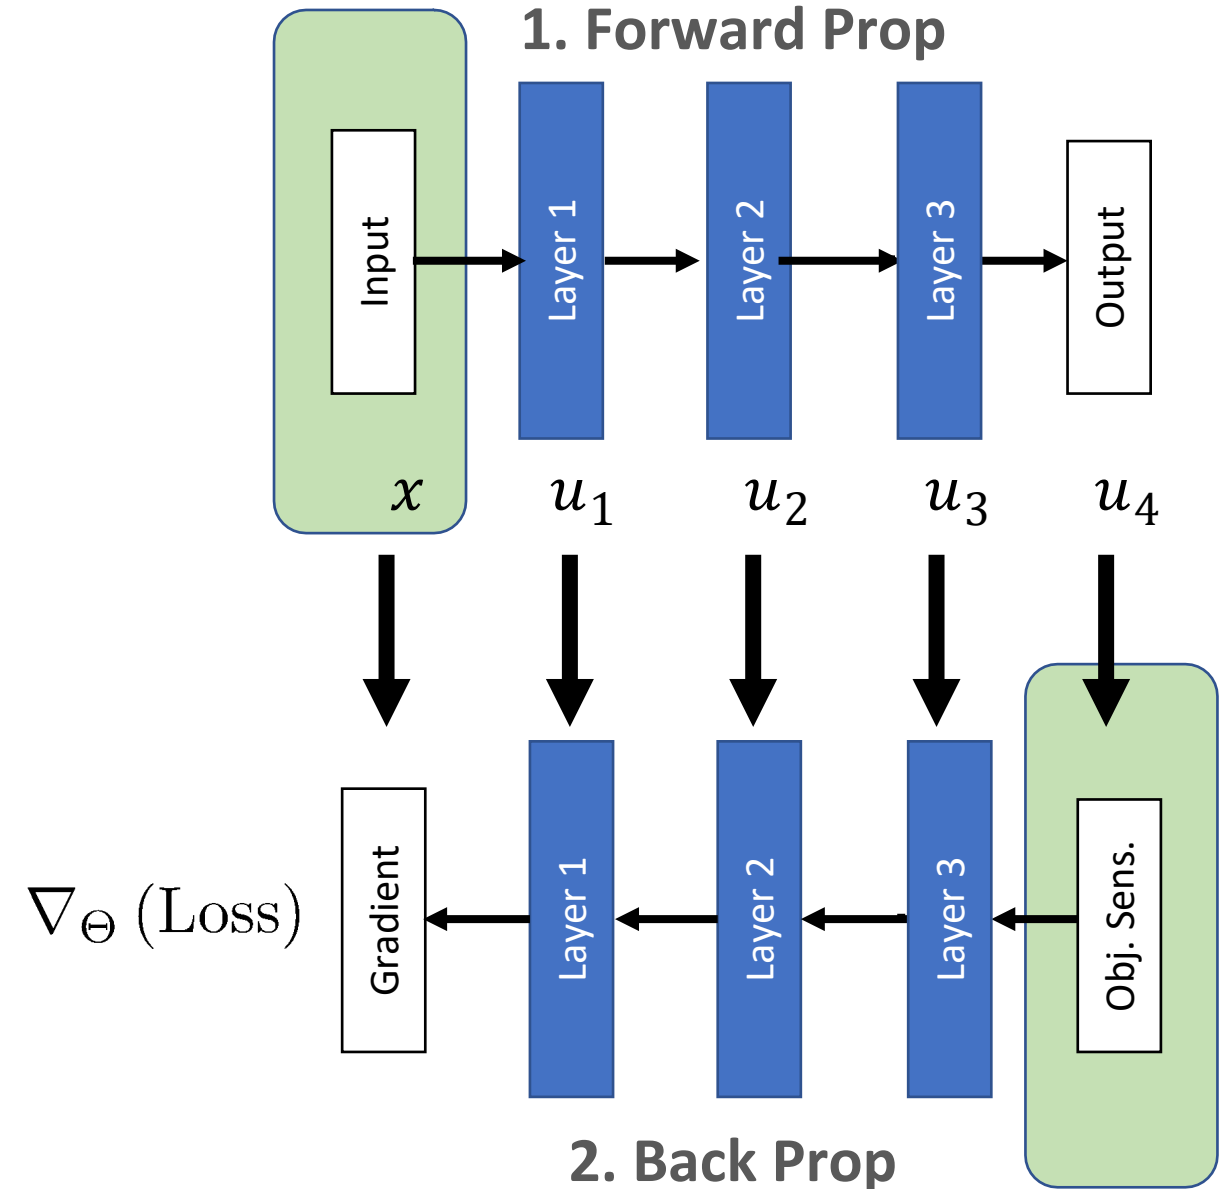 1. Forward Prop
Input
Layer 1
Layer 2
Layer 3
Output
x
u₁
u₂
u₃
u₄
∇_Θ (Loss)
Gradient
Layer 1
Layer 2
Layer 3
Obj. Sens.
2. Back Prop